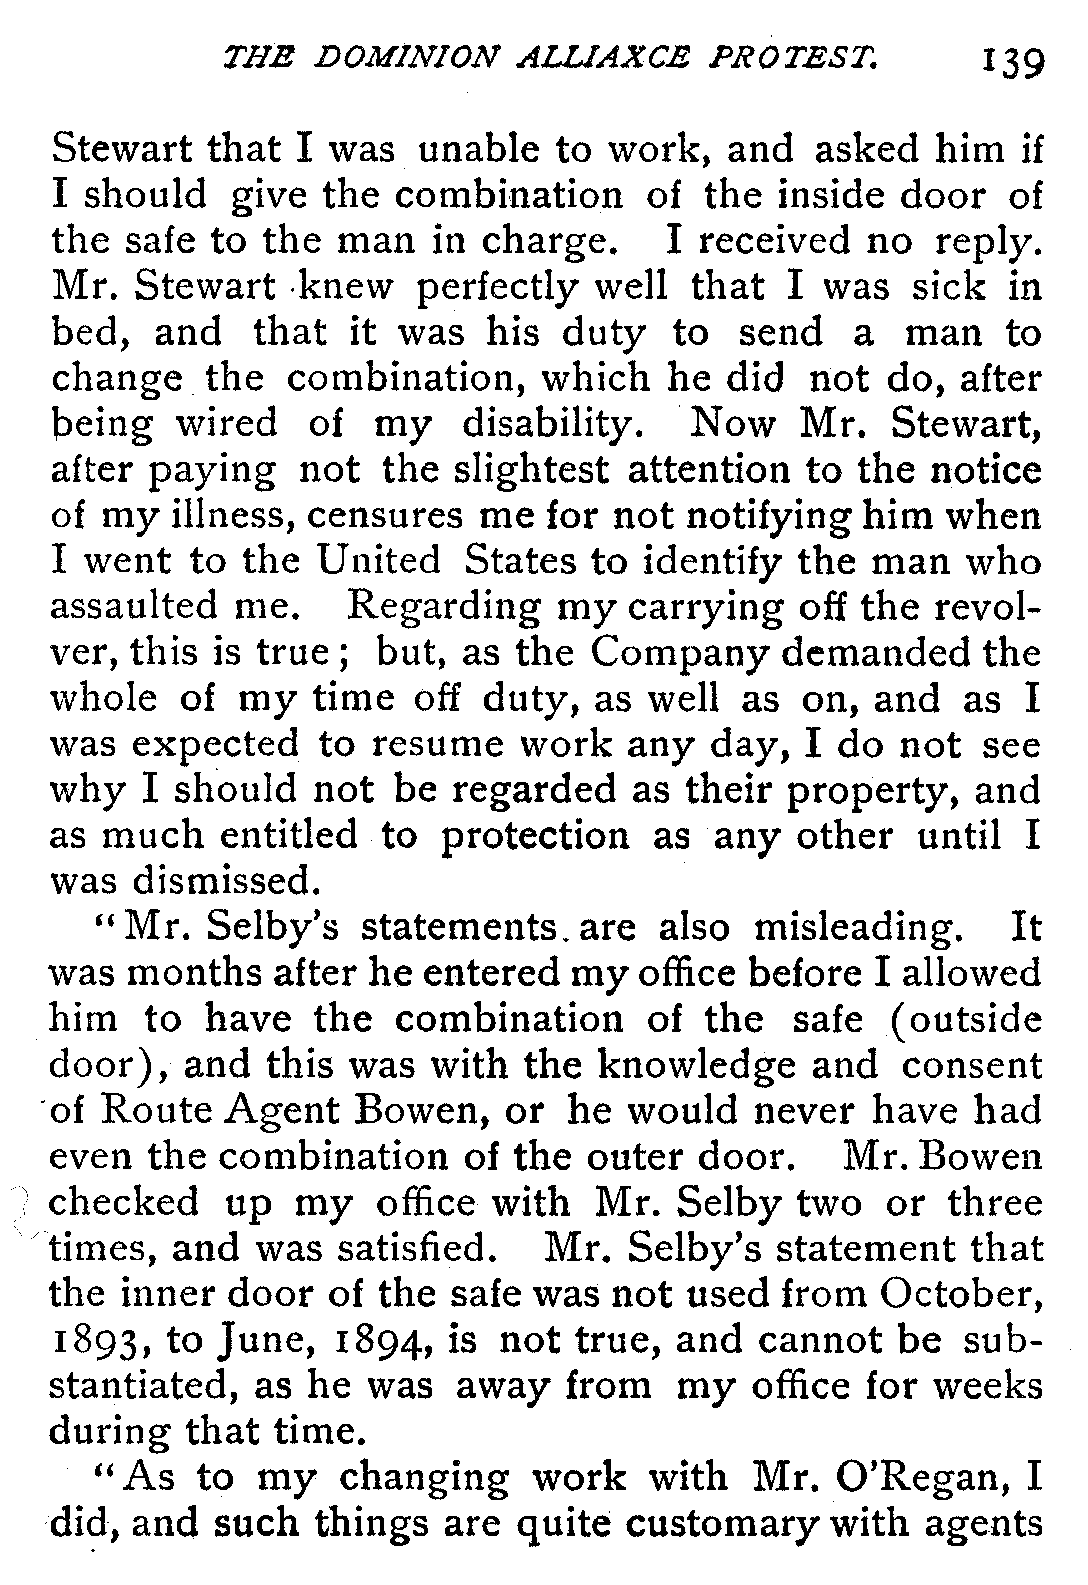 THE DOMINION ALLIAXCE PROTEST. 139
Stewart that I was unable to work, and asked him if
I should give the combination of the inside door of
the safe to the man in charge. I received no reply.
Mr. Stewart knew perfectly well that I was sick in
bed, and that it was his duty to send a man to
change the combination, which he did not do, after
being wired of my disability. Now Mr. Stewart,
after paying not the slightest attention to the notice
of my illness, censures me for not notifying him when
I went to the United States to identify the man who
assaulted me. Regarding my carrying off the revol-
ver, this is true; but, as the Company demanded the
whole of my time off duty, as well as on, and as I
was expected to resume work any day, I do not see
why I should not be regarded as their property, and
as much entitled to protection as any other until I
was dismissed.
"Mr. Selby's statements are also misleading. It
was months after he entered my office before I allowed
him to have the combination of the safe (outside
door), and this was with the knowledge and consent
of Route Agent Bowen, or he would never have had
even the combination of the outer door. Mr. Bowen
checked up my office with Mr. Selby two or three
times, and was satisfied. Mr. Selby's statement that
the inner door of the safe was not used from October,
1893, to June, 1894, is not true, and cannot be sub-
stantiated, as he was away from my office for weeks
during that time.
"As to my changing work with Mr. O'Regan, I
did, and such things are quite customary with agents